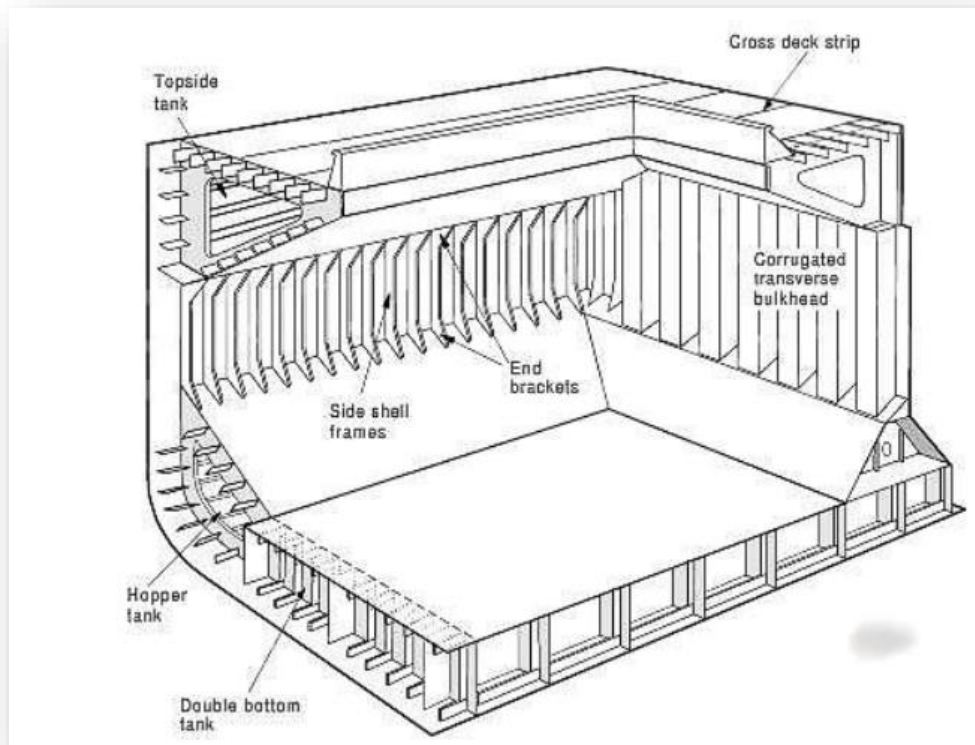 Cross deck strip
Topside
tank
Corrugated
transverse
bulkhead
End
brackets
Side shell
frames
Hopper
tank
Double bottom
tank